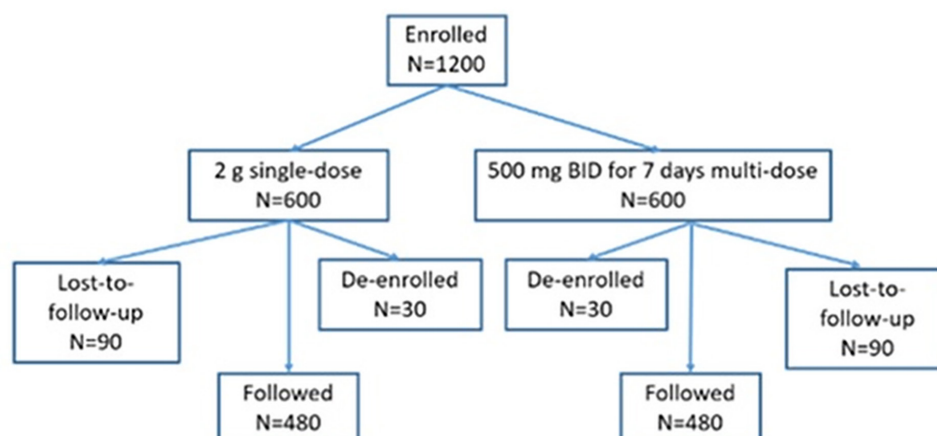 Enrolled
N=1200
2 g single-dose
N=600
500 mg BID for 7 days multi-dose
N=600
Lost-to-
follow-up
N=90
De-enrolled
N=30
De-enrolled
N=30
Lost-to-
follow-up
N=90
Followed
N=480
Followed
N=480